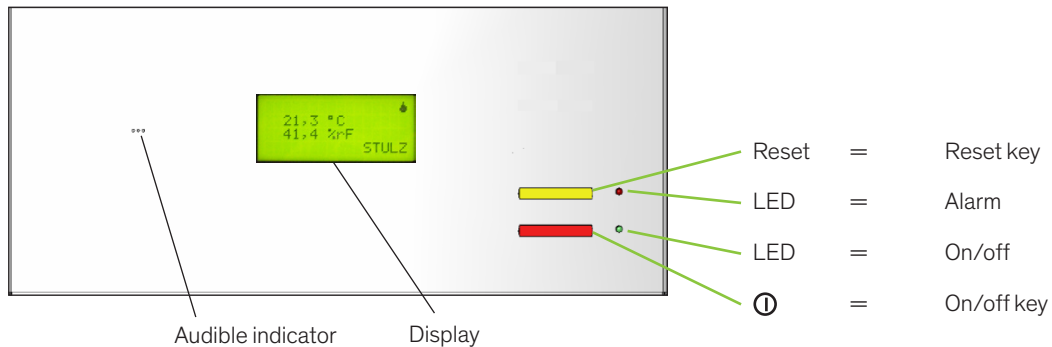 21,3 °C
41,4 %rF
STULZ
Reset = Reset key
LED = Alarm
LED = On/off
= On/off key
Audible indicator
Display